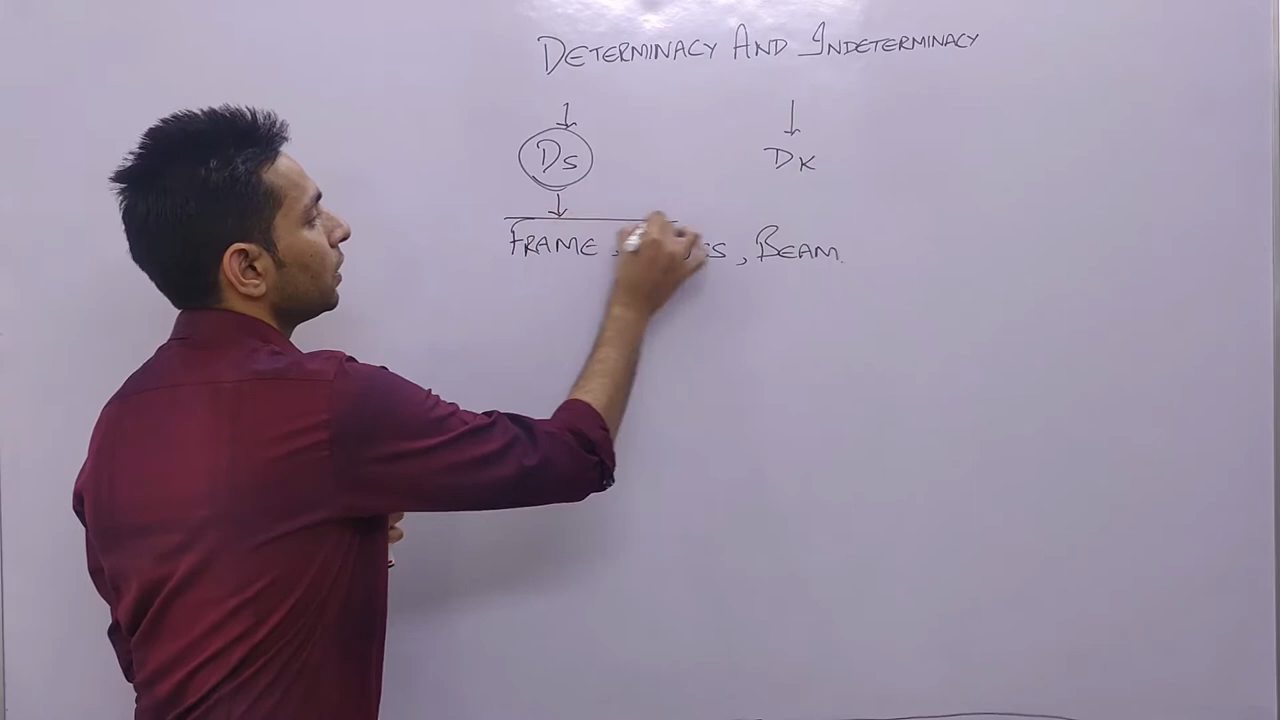 DETERMINACY AND INDETERMINACY
Ds DK
FRAME , , BEAM.